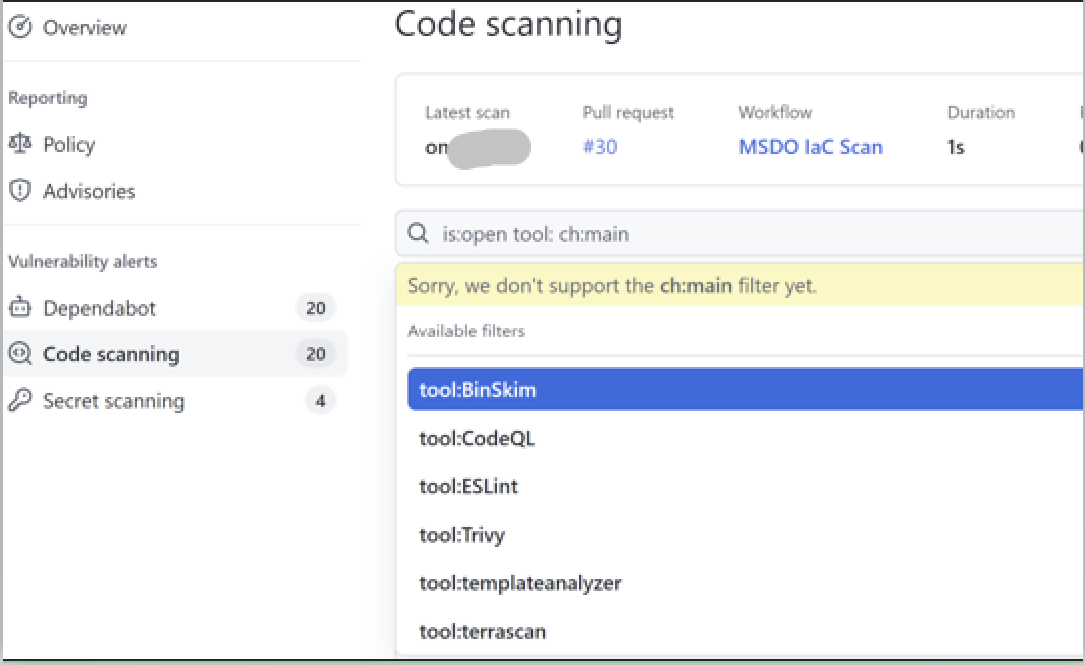 Overview
Reporting
Policy
Advisories
Vulnerability alerts
Dependabot 20
Code scanning 20
Secret scanning 4
Code scanning
Latest scan Pull request Workflow Duration
on #30 MSDO IaC Scan 1s
is:open tool: ch:main
Sorry, we don't support the ch:main filter yet.
Available filters
tool:BinSkim
tool:CodeQL
tool:ESLint
tool:Trivy
tool:templateanalyzer
tool:terrascan